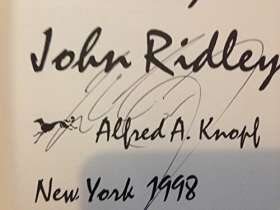 John Ridley
Alfred A. Knopf
New York 1998